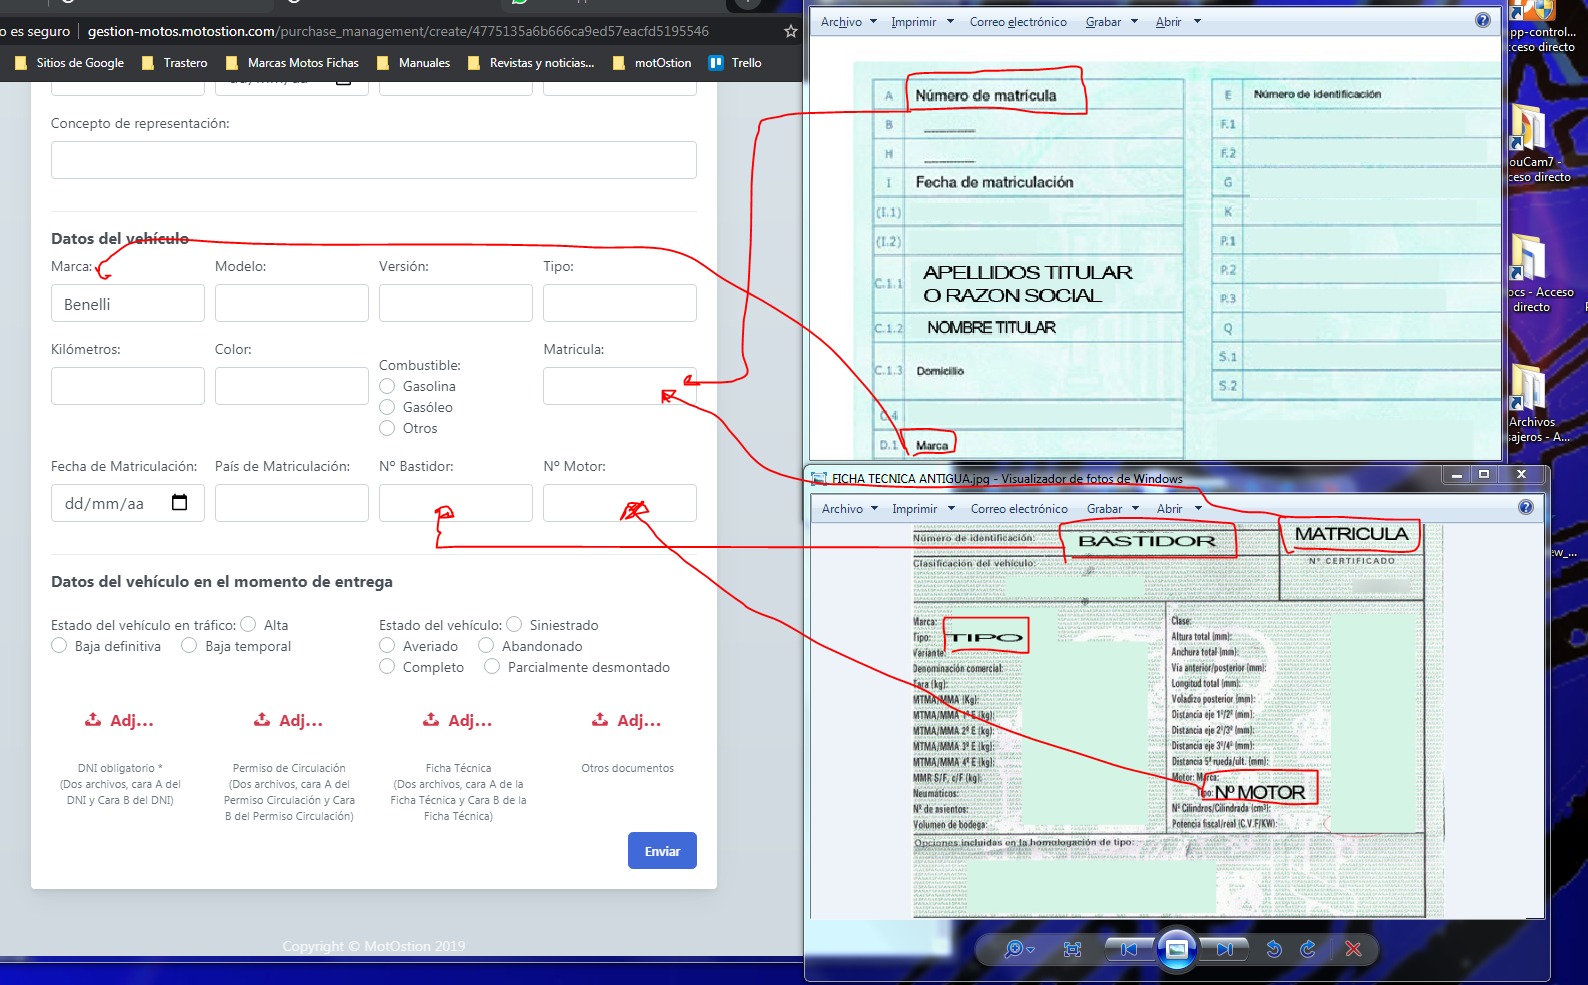 o es seguro | gestion-motos.motostion.com/purchase_management/create/4775135a6b666ca9ed57eacfd5195546
Sitios de Google Trastero Marcas Motos Fichas Manuales Revistas y noticias... motOstion Trello
Concepto de representación:
Datos del vehículo
Marca: Modelo: Versión: Tipo:
Benelli
Kilómetros: Color: Combustible: Matricula:
Gasolina
Gasóleo
Otros
Fecha de Matriculación: País de Matriculación: Nº Bastidor: Nº Motor:
dd/mm/aa
Datos del vehículo en el momento de entrega
Estado del vehículo en tráfico: Alta
Baja definitiva Baja temporal
Estado del vehículo: Siniestrado
Averiado Abandonado
Completo Parcialmente desmontado
Adj... Adj... Adj... Adj...
DNI obligatorio *
(Dos archivos, cara A del
DNI y Cara B del DNI)
Permiso de Circulación
(Dos archivos, cara A del
Permiso Circulación y Cara
B del Permiso Circulación)
Ficha Técnica
(Dos archivos, cara A de la
Ficha Técnica y Cara B de la
Ficha Técnica)
Otros documentos
Enviar
Copyright © MotOstion 2019
Archivo Imprimir Correo electrónico Grabar Abrir
A Número de matrícula
B
H
I Fecha de matriculación
(I.1)
(I.2)
C.1.1 APELLIDOS TITULAR
O RAZON SOCIAL
C.1.2 NOMBRE TITULAR
C.1.3 Domicilio
C.4
D.1 Marca
E Número de identificación
F.1
F.2
G
K
P.1
P.2
P.3
Q
S.1
S.2
FICHA TECNICA ANTIGUA.jpg - Visualizador de fotos de Windows
Archivo Imprimir Correo electrónico Grabar Abrir
Número de identificación: BASTIDOR MATRICULA
Clasificación del vehículo: Nº CERTIFICADO
Marca:
Tipo: TIPO
Variante:
Denominación comercial:
Tara (kg):
MTMA/MMA (Kg):
MTMA/MMA 1º E (kg):
MTMA/MMA 2º E (kg):
MTMA/MMA 3º E (kg):
MTMA/MMA 4º E (kg):
MMR S/F, c/F (kg):
Neumáticos:
Nº de asientos:
Volumen de bodega:
Clase:
Altura total (mm):
Anchura total (mm):
Vía anterior/posterior (mm):
Longitud total (mm):
Voladizo posterior (mm):
Distancia eje 1º/2º (mm):
Distancia eje 2º/3º (mm):
Distancia eje 3º/4º (mm):
Distancia 5ª rueda/ult. (mm):
Motor: Marca:
Tipo: Nº MOTOR
Nº Cilindros/Cilindrada (cm³):
Potencia fiscal/real (C.V.F/KW):
Opciones incluidas en la homologación de tipo:
pp-control...
cceso directo
ouCam7 -
ceso directo
ocs - Acceso
directo
Archivos
sajeros - A...
ew_...